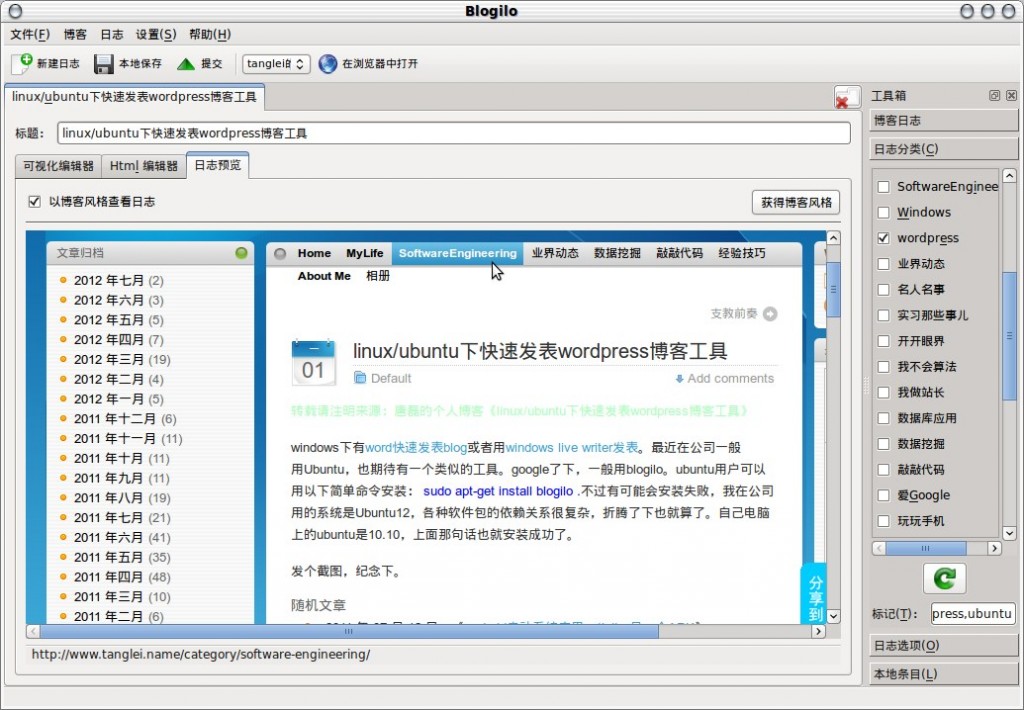 Blogilo
文件(F) 博客 日志 设置(S) 帮助(H)
新建日志 本地保存 提交 tanglei的 在浏览器中打开
linux/ubuntu下快速发表wordpress博客工具
标题: linux/ubuntu下快速发表wordpress博客工具
可视化编辑器 Html 编辑器 日志预览
以博客风格查看日志 获得博客风格
文章归档
2012 年七月 (2)
2012 年六月 (3)
2012 年五月 (5)
2012 年四月 (7)
2012 年三月 (19)
2012 年二月 (4)
2012 年一月 (5)
2011 年十二月 (6)
2011 年十一月 (11)
2011 年十月 (11)
2011 年九月 (11)
2011 年八月 (19)
2011 年七月 (21)
2011 年六月 (41)
2011 年五月 (35)
2011 年四月 (48)
2011 年三月 (10)
2011 年二月 (6)
Home MyLife SoftwareEngineering 业界动态 数据挖掘 敲敲代码 经验技巧
About Me 相册
支教前奏
01
linux/ubuntu下快速发表wordpress博客工具
Default Add comments
转载请注明来源:唐磊的个人博客《linux/ubuntu下快速发表wordpress博客工具》
windows下有word快速发表blog或者用windows live writer发表。最近在公司一般
用Ubuntu，也期待有一个类似的工具。google了下，一般用blogilo。ubuntu用户可以
用以下简单命令安装： sudo apt-get install blogilo .不过有可能会安装失败，我在公司
用的系统是Ubuntu12，各种软件包的依赖关系很复杂，折腾了下也就算了。自己电脑
上的ubuntu是10.10，上面那句话也就安装成功了。
发个截图，纪念下。
随机文章
分享到
http://www.tanglei.name/category/software-engineering/
工具箱
博客日志
日志分类(C)
SoftwareEnginee
Windows
wordpress
业界动态
名人名事
实习那些事儿
开开眼界
我不会算法
我做站长
数据库应用
数据挖掘
敲敲代码
爱Google
玩玩手机
标记(T): press,ubuntu
日志选项(O)
本地条目(L)